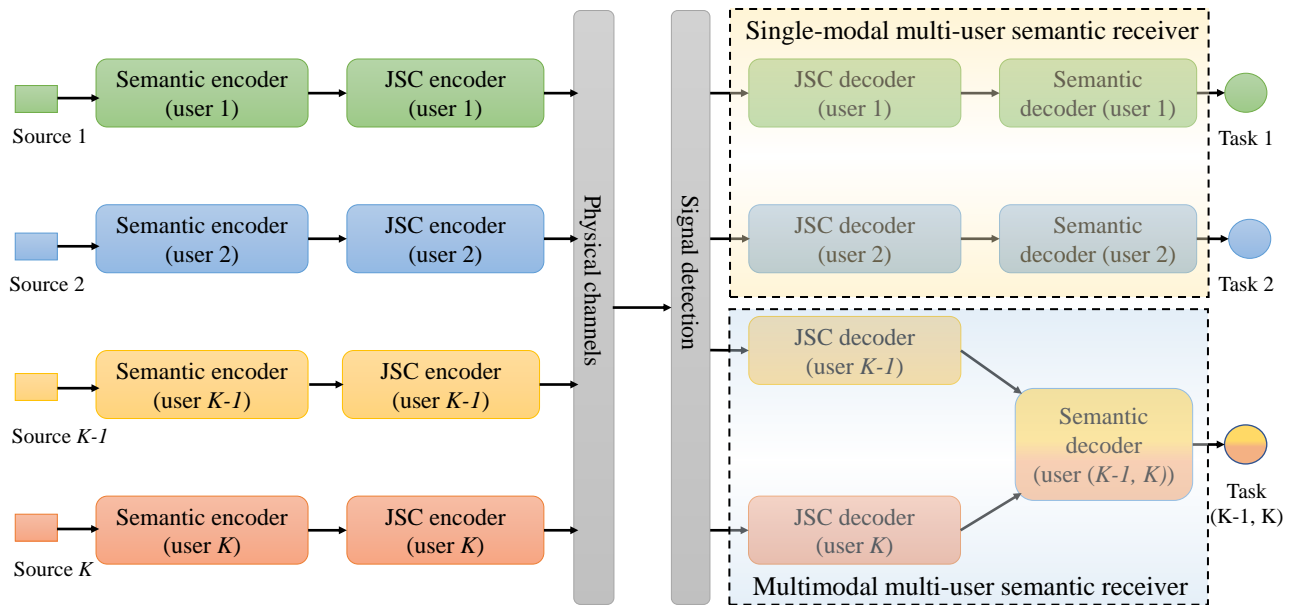 Single-modal multi-user semantic receiver
Source 1
Semantic encoder
(user 1)
JSC encoder
(user 1)
JSC decoder
(user 1)
Semantic
decoder (user 1)
Task 1
Source 2
Semantic encoder
(user 2)
JSC encoder
(user 2)
Physical channels
Signal detection
JSC decoder
(user 2)
Semantic
decoder (user 2)
Task 2
Source K-1
Semantic encoder
(user K-1)
JSC encoder
(user K-1)
JSC decoder
(user K-1)
Semantic
decoder
(user (K-1, K))
Task
(K-1, K)
Source K
Semantic encoder
(user K)
JSC encoder
(user K)
JSC decoder
(user K)
Multimodal multi-user semantic receiver